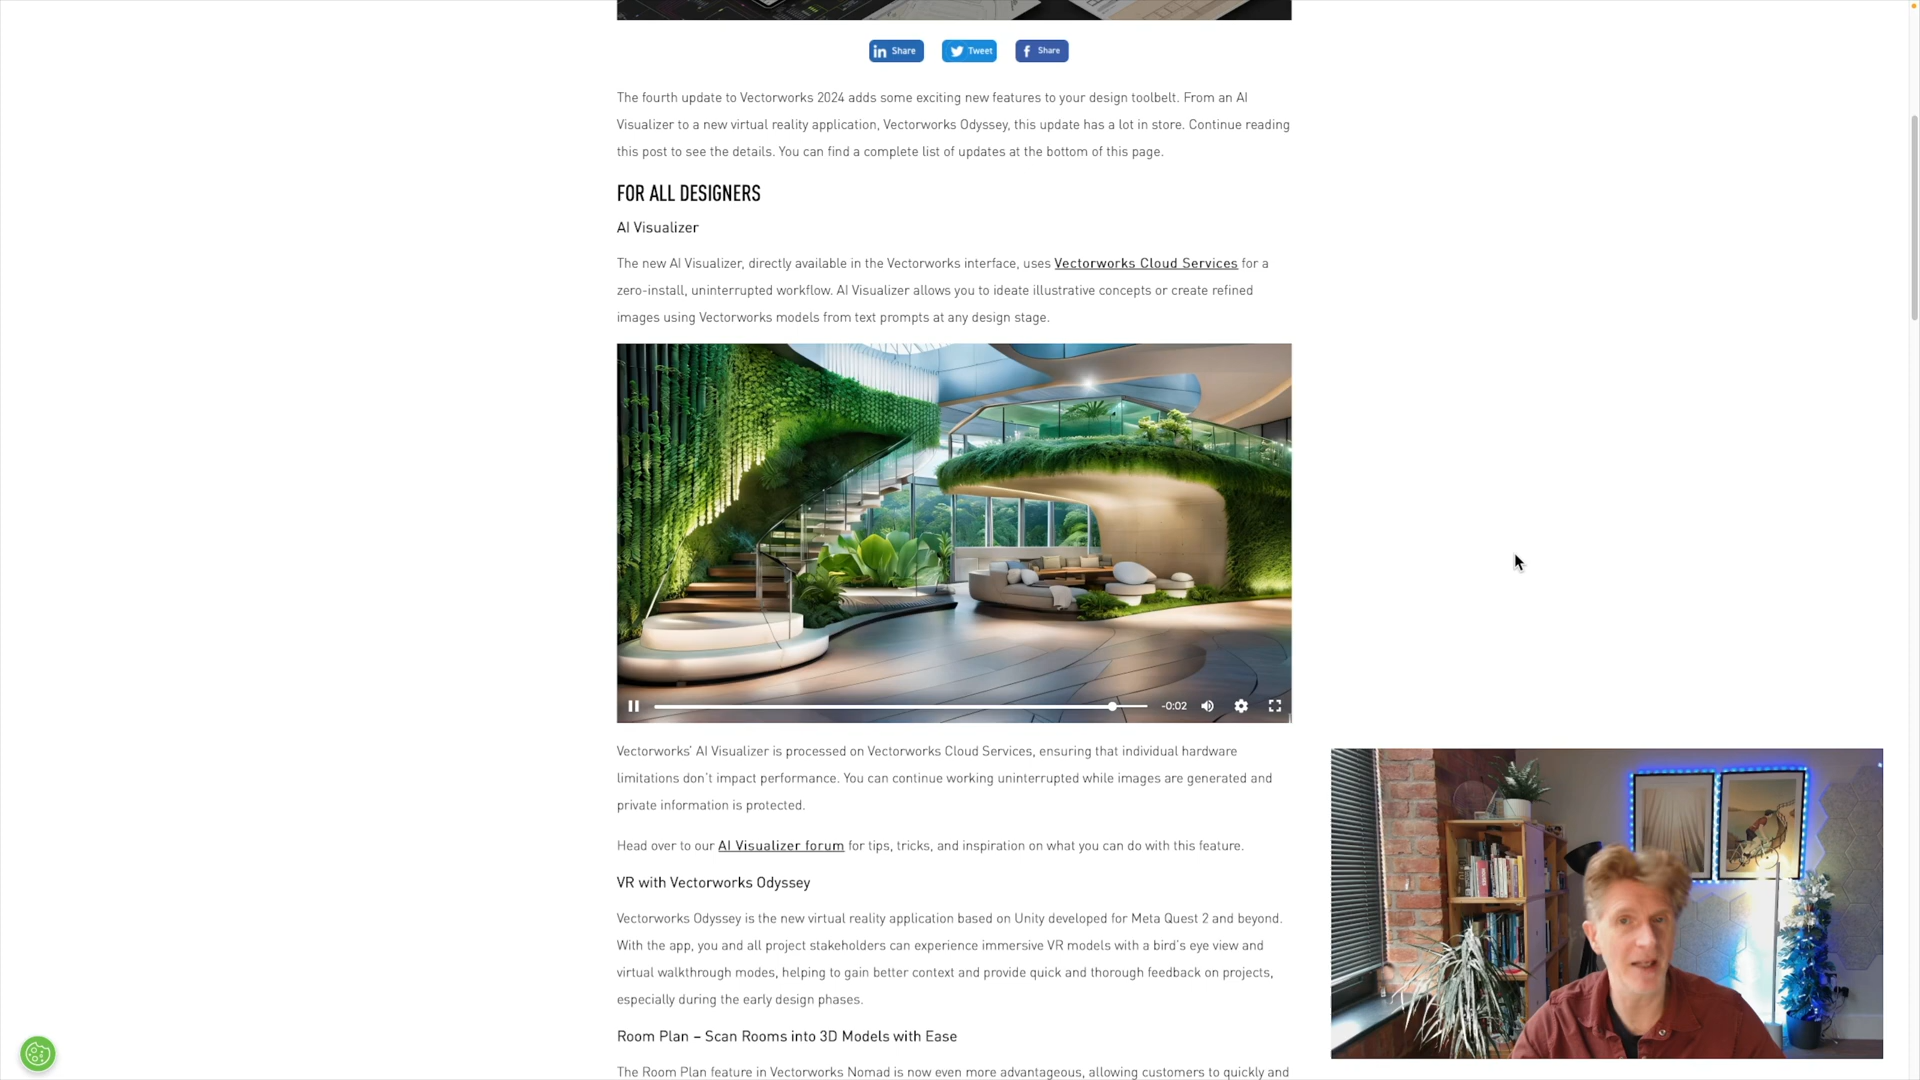 Share
Tweet
Share
The fourth update to Vectorworks 2024 adds some exciting new features to your design toolbelt. From an AI
Visualizer to a new virtual reality application, Vectorworks Odyssey, this update has a lot in store. Continue reading
this post to see the details. You can find a complete list of updates at the bottom of this page.
FOR ALL DESIGNERS
AI Visualizer
The new AI Visualizer, directly available in the Vectorworks interface, uses Vectorworks Cloud Services for a
zero-install, uninterrupted workflow. AI Visualizer allows you to ideate illustrative concepts or create refined
images using Vectorworks models from text prompts at any design stage.
-0:02
Vectorworks' AI Visualizer is processed on Vectorworks Cloud Services, ensuring that individual hardware
limitations don't impact performance. You can continue working uninterrupted while images are generated and
private information is protected.
Head over to our AI Visualizer forum for tips, tricks, and inspiration on what you can do with this feature.
VR with Vectorworks Odyssey
Vectorworks Odyssey is the new virtual reality application based on Unity developed for Meta Quest 2 and beyond.
With the app, you and all project stakeholders can experience immersive VR models with a bird's eye view and
virtual walkthrough modes, helping to gain better context and provide quick and thorough feedback on projects,
especially during the early design phases.
Room Plan – Scan Rooms into 3D Models with Ease
The Room Plan feature in Vectorworks Nomad is now even more advantageous, allowing customers to quickly and